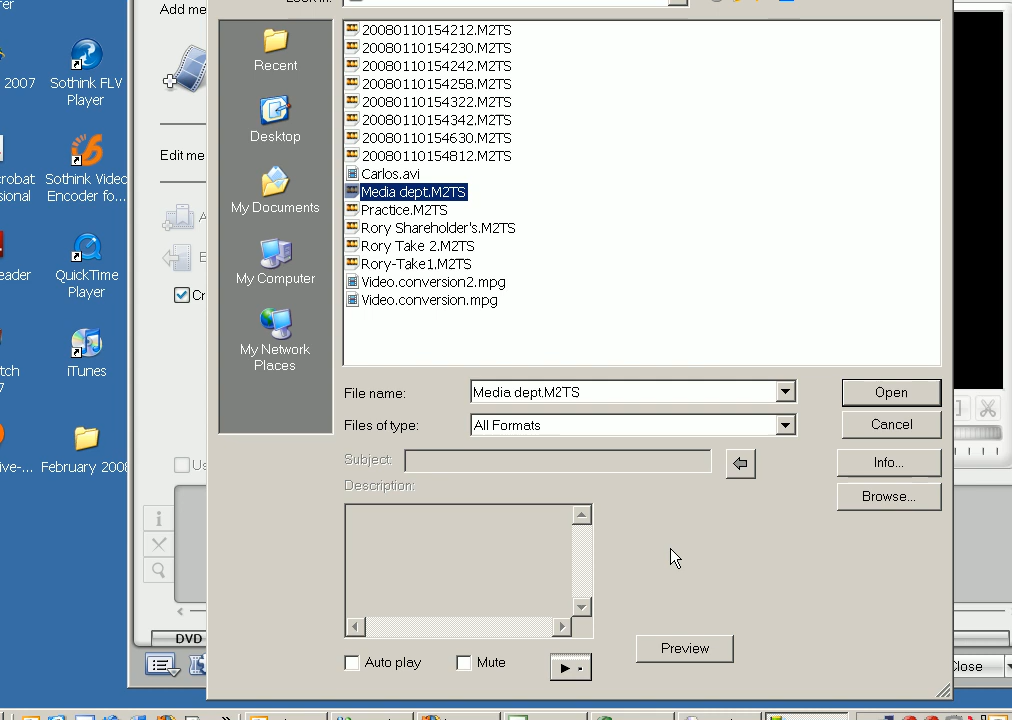 Add me
2007
Sothink FLV
Player
Edit me
Sothink Video
Encoder fo...
QuickTime
Player
Cr
iTunes
February 2008
DVD
Recent
Desktop
My Documents
My Computer
My Network
Places
20080110154212.M2TS
20080110154230.M2TS
20080110154242.M2TS
20080110154258.M2TS
20080110154322.M2TS
20080110154342.M2TS
20080110154630.M2TS
20080110154812.M2TS
Carlos.avi
Media dept.M2TS
Practice.M2TS
Rory Shareholder's.M2TS
Rory Take 2.M2TS
Rory-Take1.M2TS
Video.conversion2.mpg
Video.conversion.mpg
File name:
Media dept.M2TS
Open
Files of type:
All Formats
Cancel
Subject:
Info...
Description:
Browse...
Auto play
Mute
Preview
Close